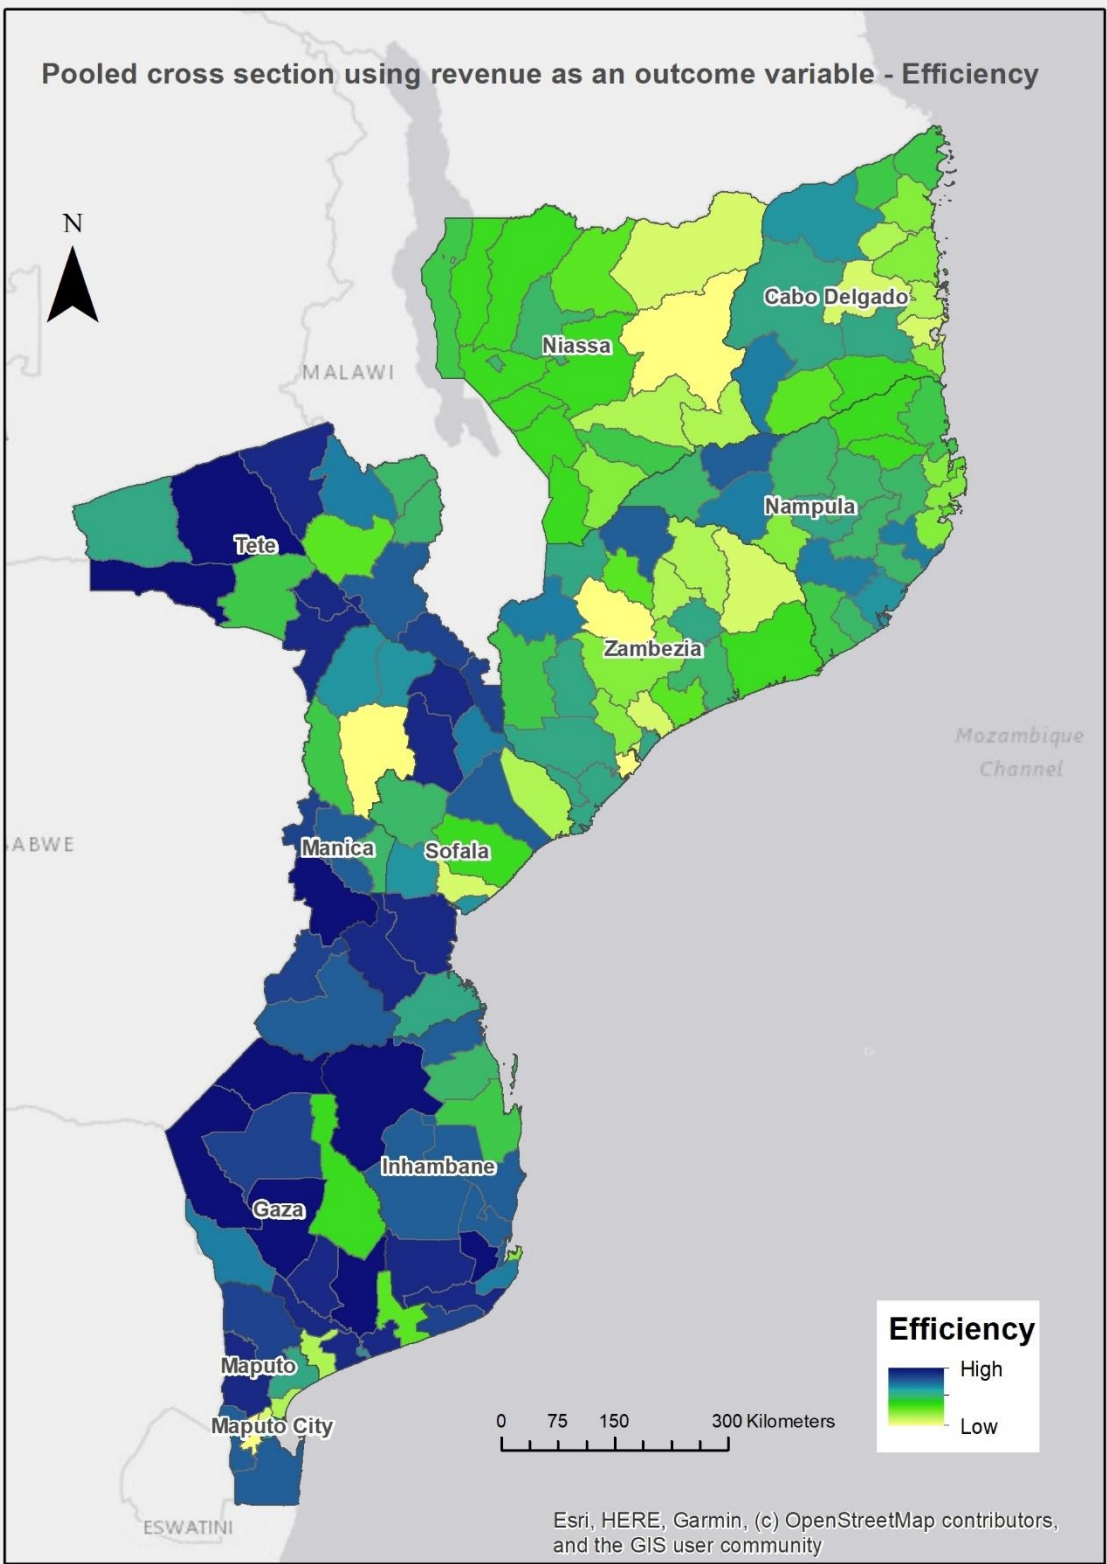 Pooled cross section using revenue as an outcome variable - Efficiency
N
Cabo Delgado
Niassa
MALAWI
Nampula
Tete
Zambezia
Mozambique
Channel
ABWE
Manica
Sofala
Inhambane
Gaza
Efficiency
High
Low
Maputo
Maputo City
0 75 150 300 Kilometers
ESWATINI
Esri, HERE, Garmin, (c) OpenStreetMap contributors,
and the GIS user community